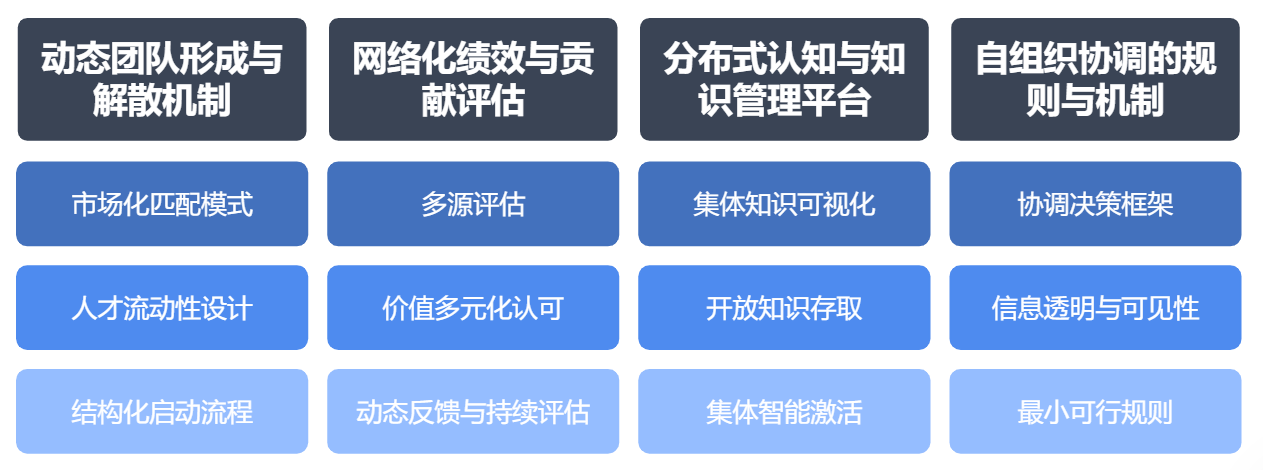 动态团队形成与
解散机制
网络化绩效与贡
献评估
分布式认知与知
识管理平台
自组织协调的规
则与机制
市场化匹配模式
多源评估
集体知识可视化
协调决策框架
人才流动性设计
价值多元化认可
开放知识存取
信息透明与可见性
结构化启动流程
动态反馈与持续评估
集体智能激活
最小可行规则